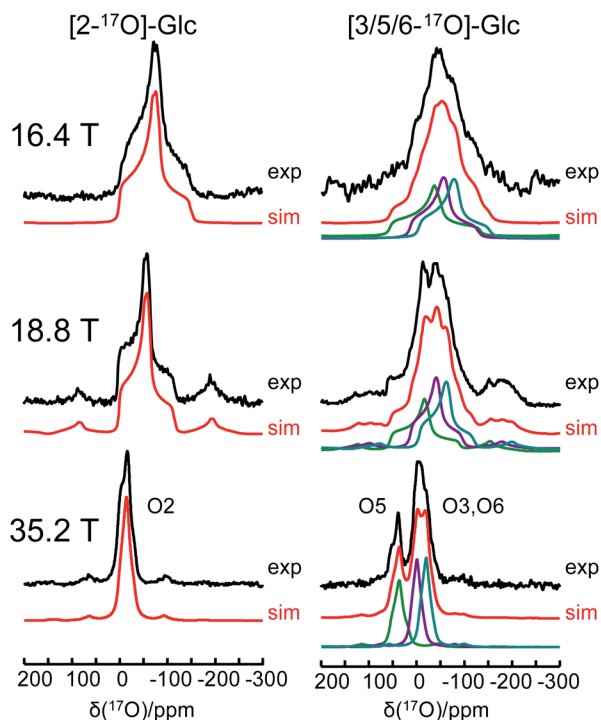 [2-¹⁷O]-Glc [3/5/6-¹⁷O]-Glc
16.4 T
exp exp
sim sim
18.8 T
exp exp
sim sim
O2 O5 O3,O6
35.2 T
exp exp
sim sim
200 100 0 -100 -200 -300 200 100 0 -100 -200 -300
δ(¹⁷O)/ppm δ(¹⁷O)/ppm